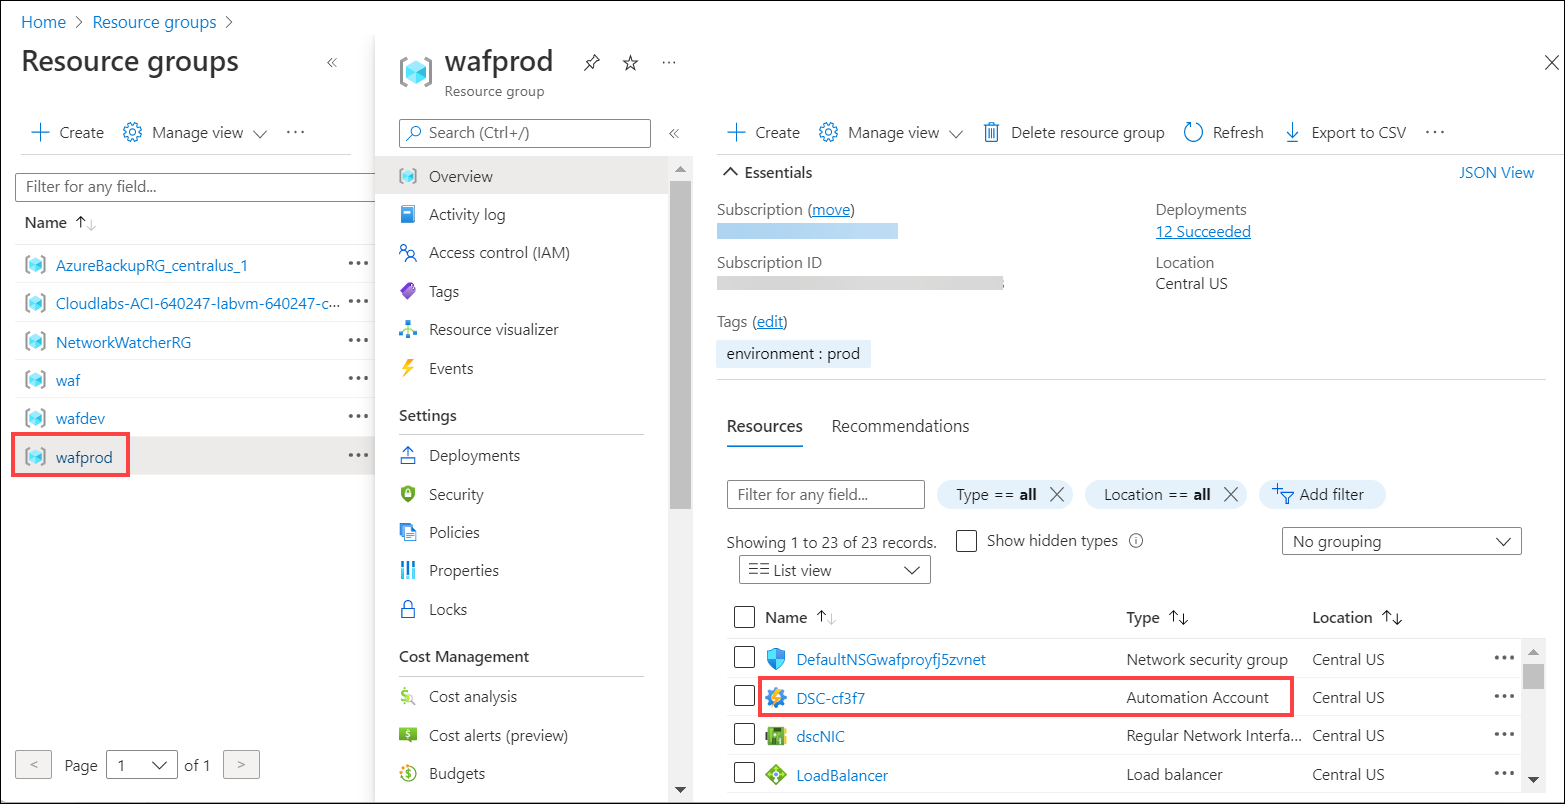 Home > Resource groups >
Resource groups «
Create Manage view ...
Filter for any field...
Name ↑↓
AzureBackupRG_centralus_1 •••
Cloudlabs-ACI-640247-labvm-640247-c... •••
NetworkWatcherRG •••
waf •••
wafdev •••
wafprod •••
< Page 1 of 1 >
wafprod ...
Resource group
Search (Ctrl+/) «
Overview
Activity log
Access control (IAM)
Tags
Resource visualizer
Events
Settings
Deployments
Security
Policies
Properties
Locks
Cost Management
Cost analysis
Cost alerts (preview)
Budgets
Create Manage view Delete resource group Refresh Export to CSV ...
Essentials JSON View
Subscription (move)
Deployments
12 Succeeded
Subscription ID
Location
Central US
Tags (edit)
environment : prod
Resources Recommendations
Filter for any field... Type == all Location == all Add filter
Showing 1 to 23 of 23 records. Show hidden types No grouping
List view
Name ↑↓ Type ↑↓ Location ↑↓
DefaultNSGwafproyfj5zvnet Network security group Central US •••
DSC-cf3f7 Automation Account Central US •••
dscNIC Regular Network Interfa... Central US •••
LoadBalancer Load balancer Central US •••